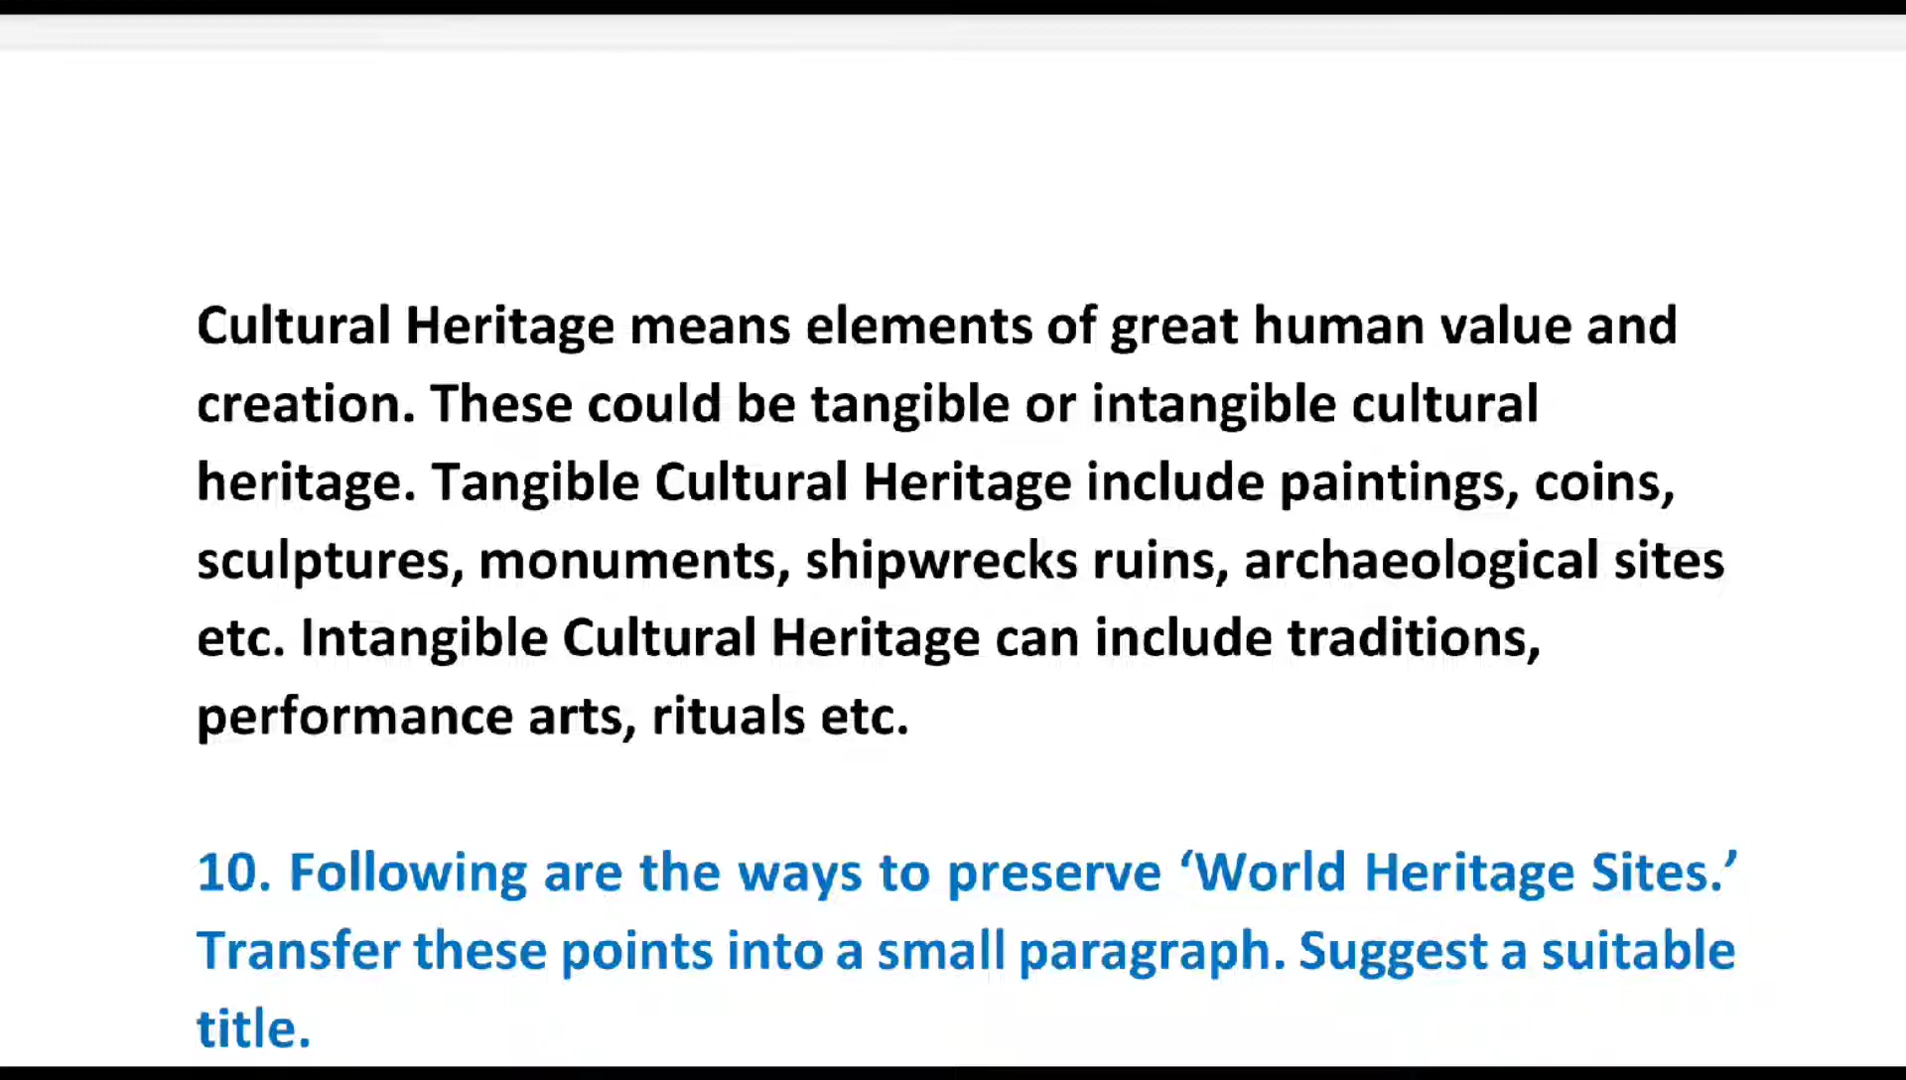 Cultural Heritage means elements of great human value and
creation. These could be tangible or intangible cultural
heritage. Tangible Cultural Heritage include paintings, coins,
sculptures, monuments, shipwrecks ruins, archaeological sites
etc. Intangible Cultural Heritage can include traditions,
performance arts, rituals etc.
10. Following are the ways to preserve ‘World Heritage Sites.’
Transfer these points into a small paragraph. Suggest a suitable
title.